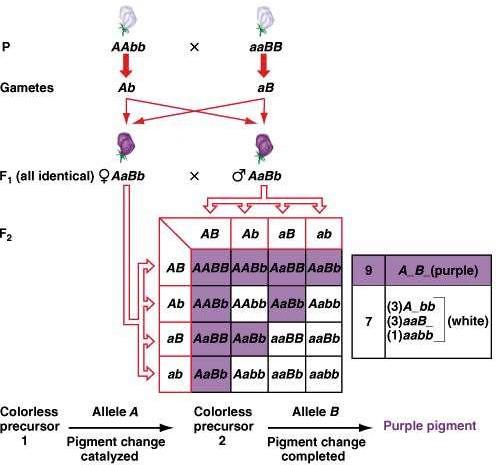 P AAbb × aaBB
Gametes Ab aB
F1 (all identical) ♀ AaBb × ♂ AaBb
F2
AB Ab aB ab
AB AABB AABb AaBB AaBb
Ab AABb AAbb AaBb Aabb
aB AaBB AaBb aaBB aaBb
ab AaBb Aabb aaBb aabb
9 A_B_(purple)
7 (3)A_bb
(3)aaB_ (white)
(1)aabb
Colorless precursor 1
Allele A
Pigment change catalyzed
Colorless precursor 2
Allele B
Pigment change completed
Purple pigment